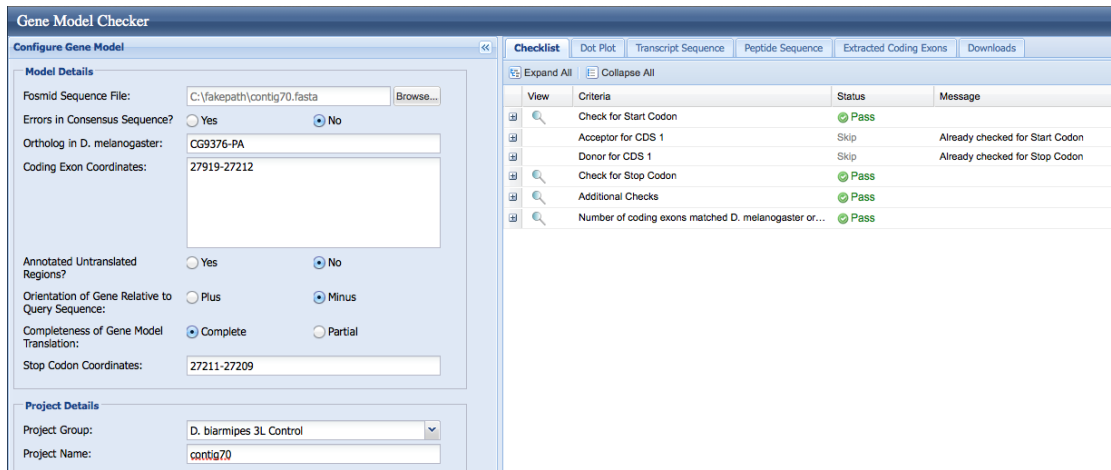 Gene Model Checker
Configure Gene Model
Model Details
Fosmid Sequence File: C:\fakepath\contig70.fasta Browse...
Errors in Consensus Sequence? Yes No
Ortholog in D. melanogaster: CG9376-PA
Coding Exon Coordinates: 27919-27212
Annotated Untranslated
Regions? Yes No
Orientation of Gene Relative to
Query Sequence: Plus Minus
Completeness of Gene Model
Translation: Complete Partial
Stop Codon Coordinates: 27211-27209
Project Details
Project Group: D. biarmipes 3L Control
Project Name: contig70
Checklist Dot Plot Transcript Sequence Peptide Sequence Extracted Coding Exons Downloads
Expand All Collapse All
View Criteria Status Message
Check for Start Codon Pass
Acceptor for CDS 1 Skip Already checked for Start Codon
Donor for CDS 1 Skip Already checked for Stop Codon
Check for Stop Codon Pass
Additional Checks Pass
Number of coding exons matched D. melanogaster or... Pass